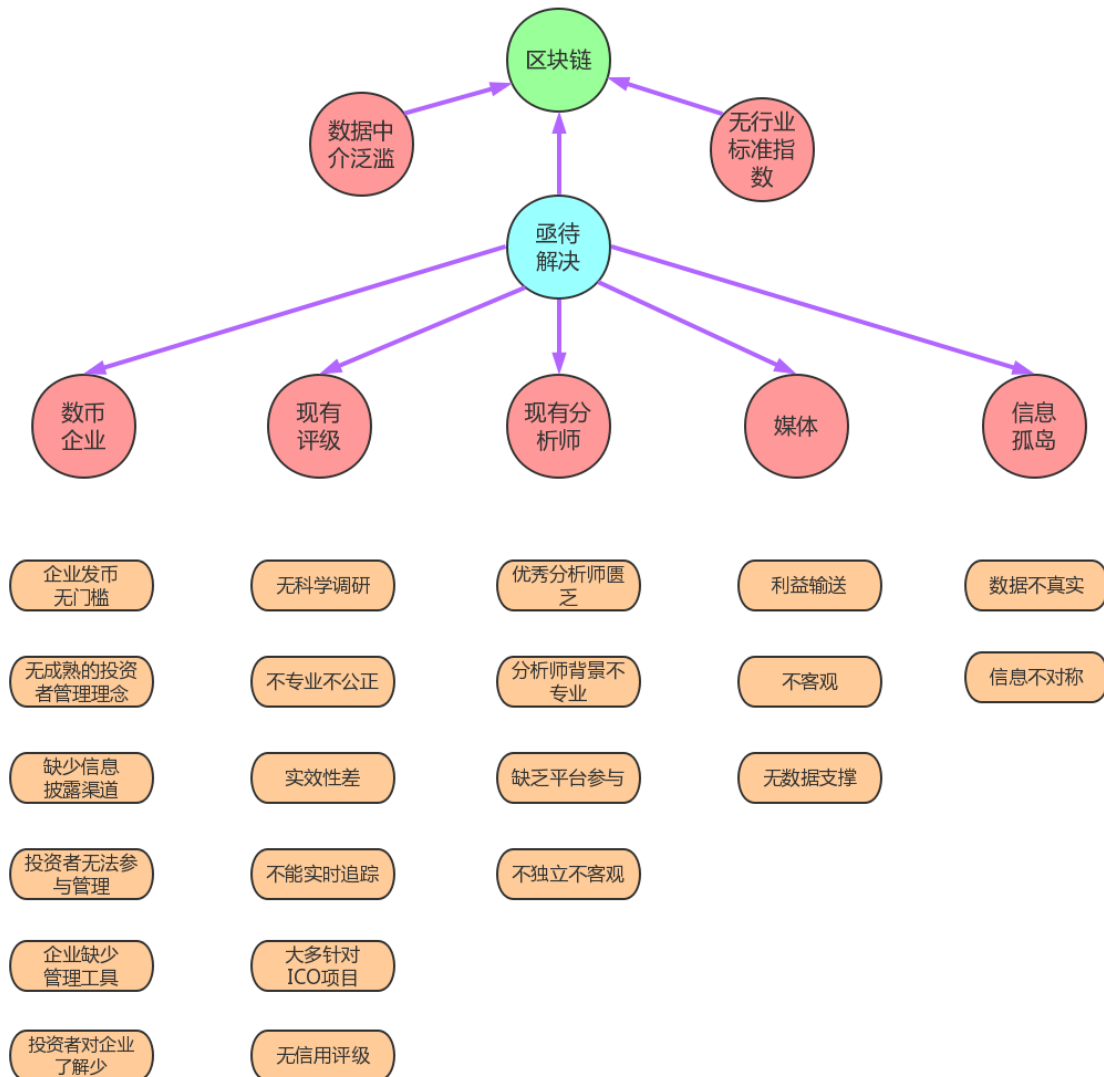 区块链
数据中
介泛滥
无行业
标准指
数
亟待
解决
数币
企业
现有
评级
现有分
析师
媒体
信息
孤岛
企业发币
无门槛
无科学调研
优秀分析师匮
乏
利益输送
数据不真实
无成熟的投资
者管理理念
不专业不公正
分析师背景不
专业
不客观
信息不对称
缺少信息
披露渠道
实效性差
缺乏平台参与
无数据支撑
投资者无法参
与管理
不能实时追踪
不独立不客观
企业缺少
管理工具
大多针对
ICO项目
投资者对企业
了解少
无信用评级